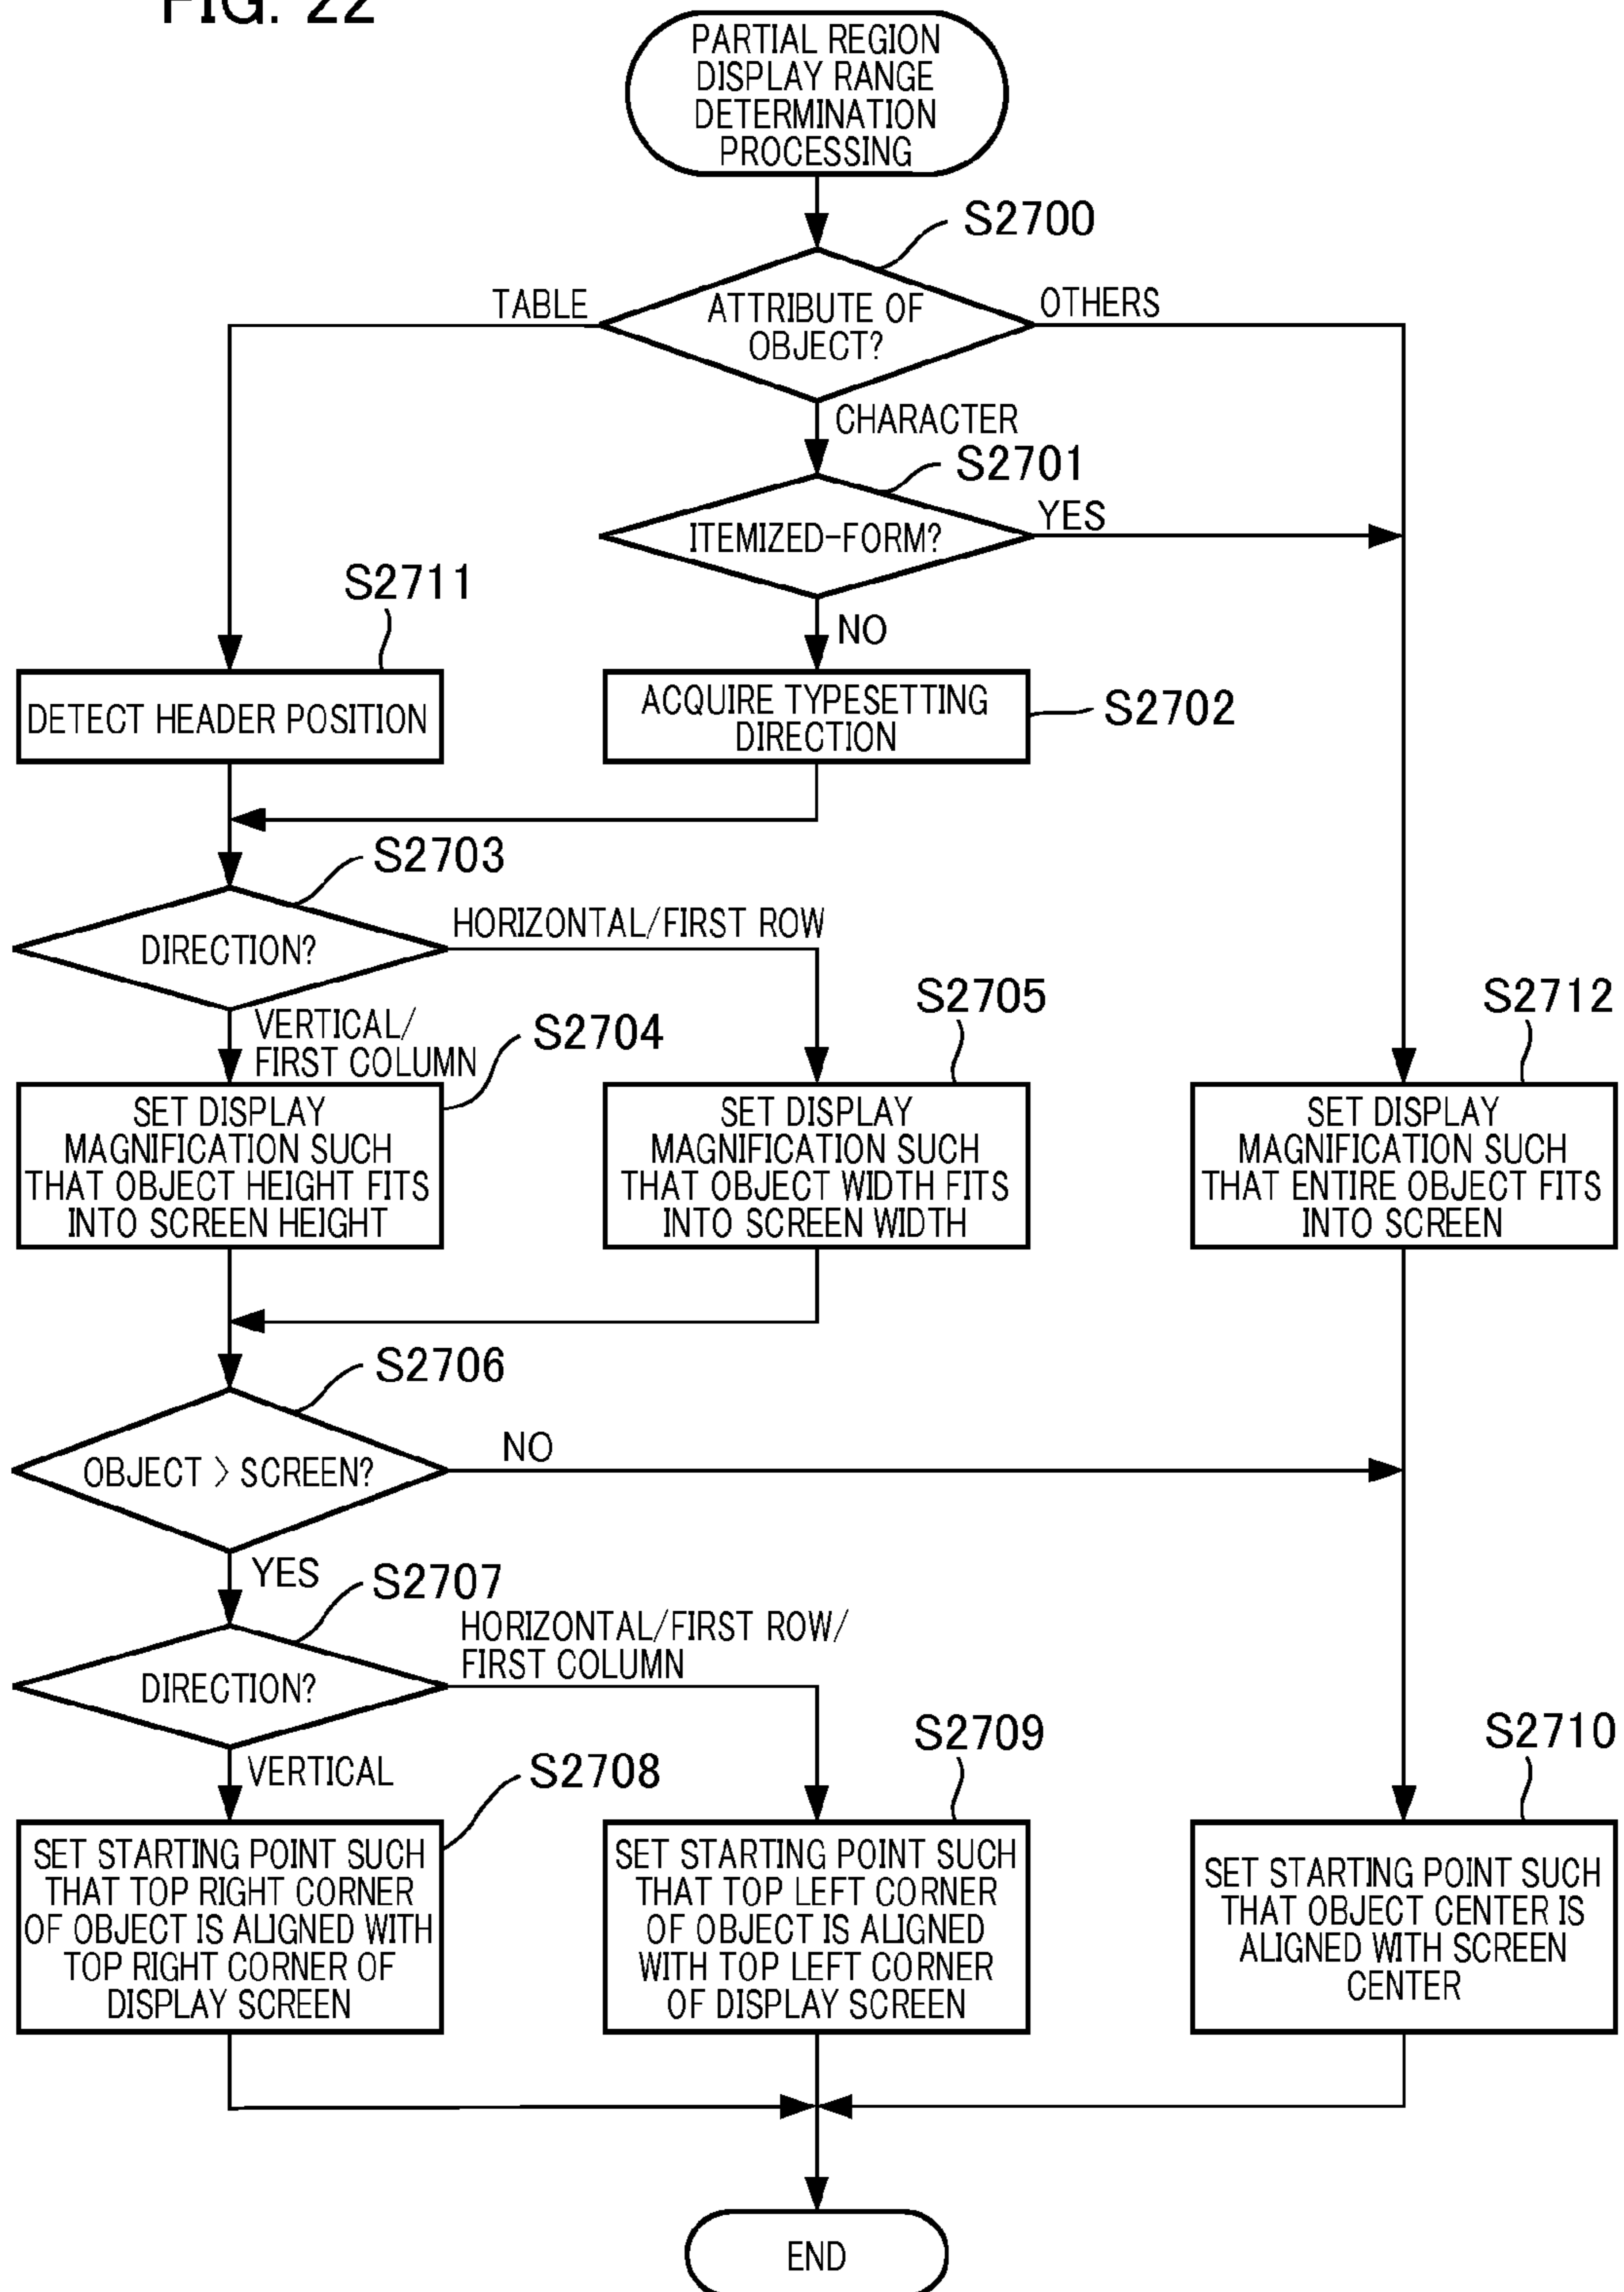 FIG. 22
PARTIAL REGION
DISPLAY RANGE
DETERMINATION
PROCESSING
S2700
TABLE
ATTRIBUTE OF
OBJECT?
OTHERS
CHARACTER
S2701
ITEMIZED-FORM?
YES
NO
S2711
DETECT HEADER POSITION
ACQUIRE TYPESETTING
DIRECTION
S2702
S2703
DIRECTION?
HORIZONTAL/FIRST ROW
VERTICAL/
FIRST COLUMN
S2704
S2705
S2712
SET DISPLAY
MAGNIFICATION SUCH
THAT OBJECT HEIGHT FITS
INTO SCREEN HEIGHT
SET DISPLAY
MAGNIFICATION SUCH
THAT OBJECT WIDTH FITS
INTO SCREEN WIDTH
SET DISPLAY
MAGNIFICATION SUCH
THAT ENTIRE OBJECT FITS
INTO SCREEN
S2706
OBJECT > SCREEN?
NO
YES
S2707
DIRECTION?
HORIZONTAL/FIRST ROW/
FIRST COLUMN
VERTICAL
S2708
S2709
S2710
SET STARTING POINT SUCH
THAT TOP RIGHT CORNER
OF OBJECT IS ALIGNED WITH
TOP RIGHT CORNER OF
DISPLAY SCREEN
SET STARTING POINT SUCH
THAT TOP LEFT CORNER
OF OBJECT IS ALIGNED
WITH TOP LEFT CORNER
OF DISPLAY SCREEN
SET STARTING POINT SUCH
THAT OBJECT CENTER IS
ALIGNED WITH SCREEN
CENTER
END